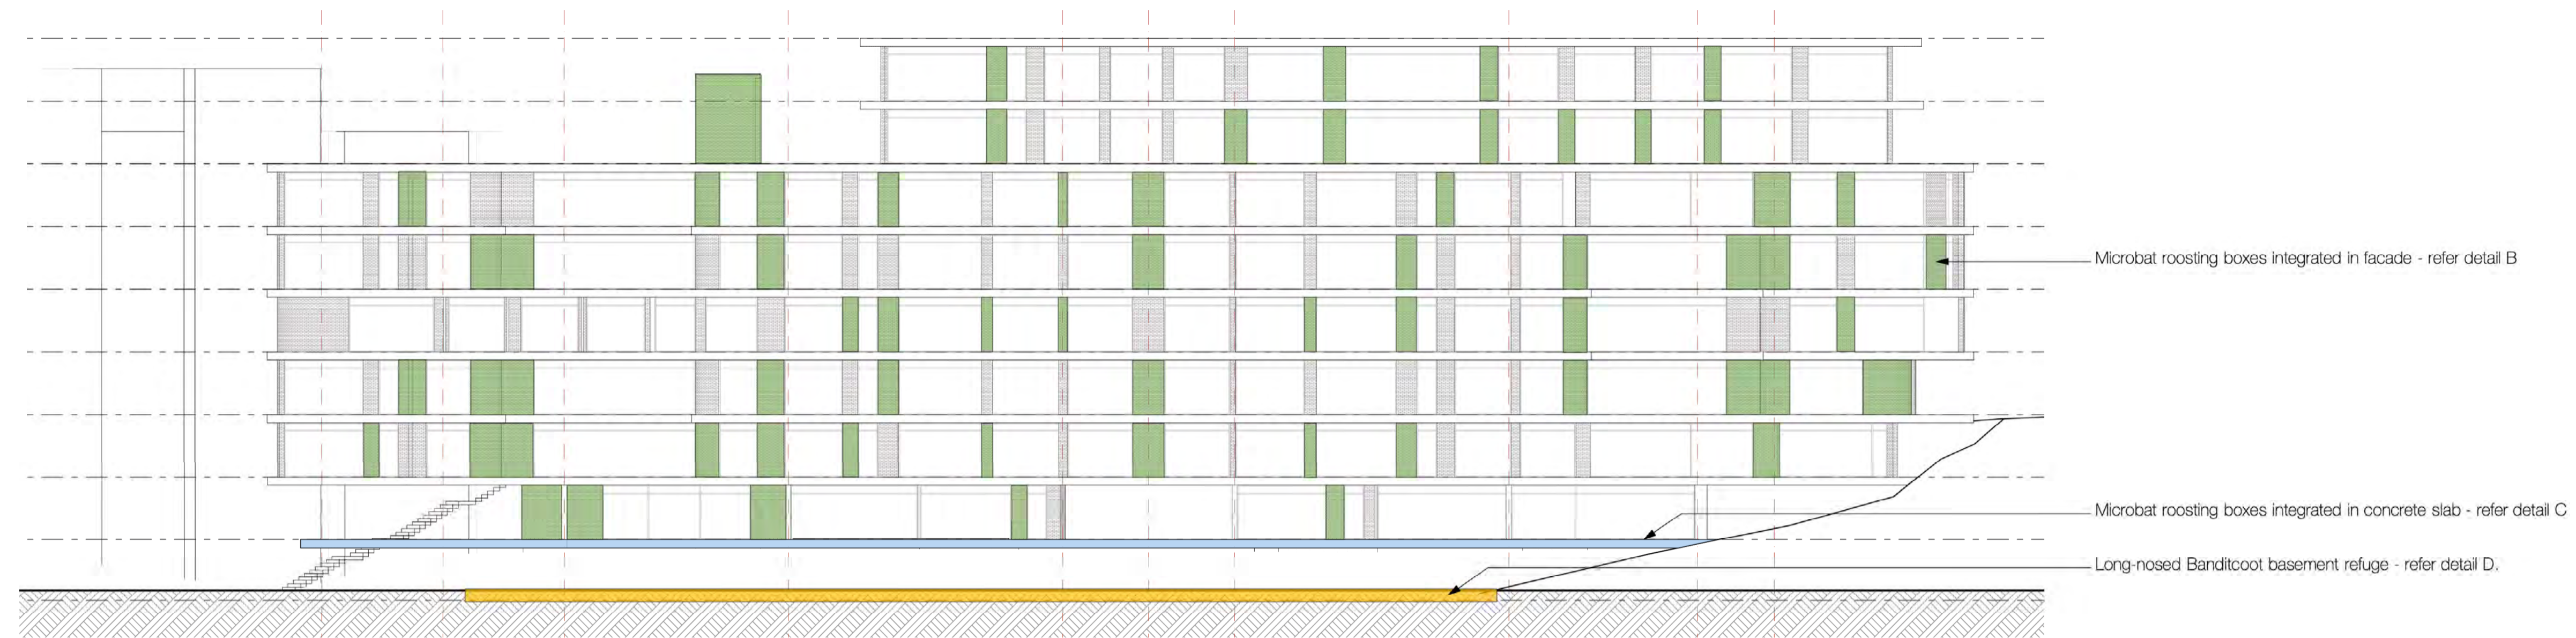 Microbat roosting boxes integrated in facade - refer detail B
Microbat roosting boxes integrated in concrete slab - refer detail C
Long-nosed Banditcoot basement refuge - refer detail D.